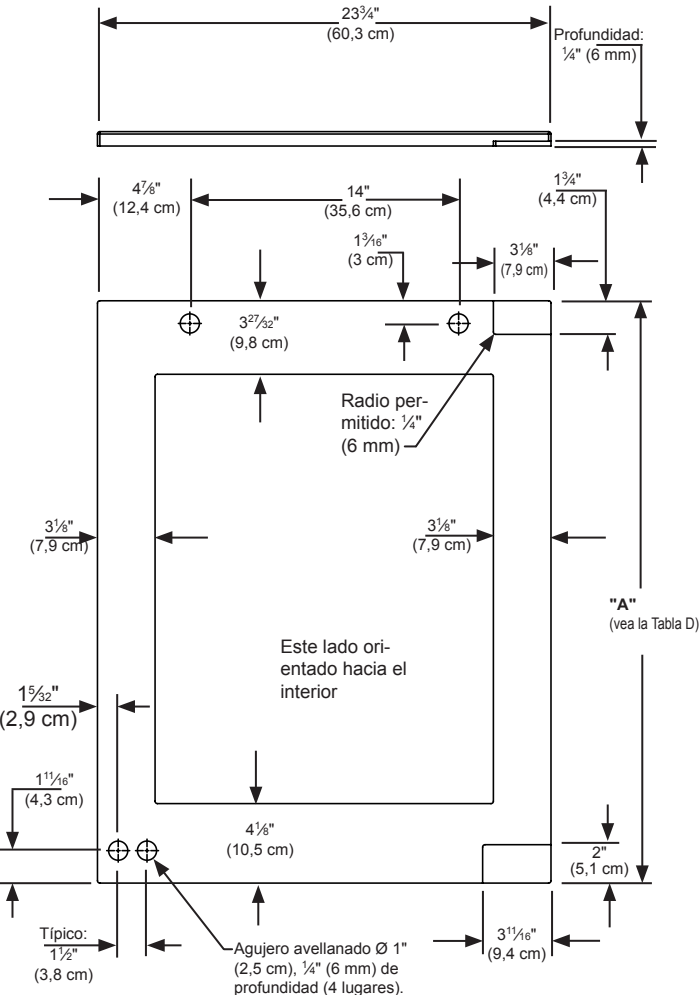 23¾"
(60,3 cm)
Profundidad:
¼" (6 mm)
4⅞"
(12,4 cm)
14"
(35,6 cm)
1¾"
(4,4 cm)
1³⁄₁₆"
(3 cm)
3⅛"
(7,9 cm)
3²⁷⁄₃₂"
(9,8 cm)
Radio per-
mitido: ¼"
(6 mm)
3⅛"
(7,9 cm)
3⅛"
(7,9 cm)
"A"
(vea la Tabla D)
Este lado ori-
entado hacia el
interior
1⁵⁄₃₂"
(2,9 cm)
1¹¹⁄₁₆"
(4,3 cm)
4⅛"
(10,5 cm)
2"
(5,1 cm)
Típico:
1½"
(3,8 cm)
Agujero avellanado Ø 1"
(2,5 cm), ¼" (6 mm) de
profundidad (4 lugares).
3¹¹⁄₁₆"
(9,4 cm)